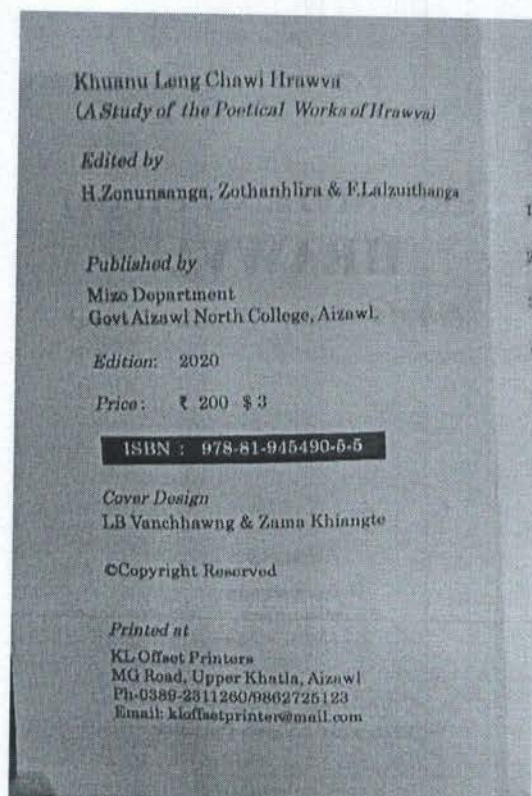 Khuanu Leng Chawi Hrawva
(A Study of the Poetical Works of Hrawva)
Edited by
H.Zonunsanga, Zothanhlira & F.Lalzuithanga
Published by
Mizo Department
Govt Aizawl North College, Aizawl.
Edition: 2020
Price: ₹ 200 $ 3
ISBN : 978-81-945490-5-5
Cover Design
LB Vanchhawng & Zama Khiangte
©Copyright Reserved
Printed at
KL Offset Printers
MG Road, Upper Khatla, Aizawl
Ph-0389-2311260/9862725123
Email: kloffsetprinter@mail.com